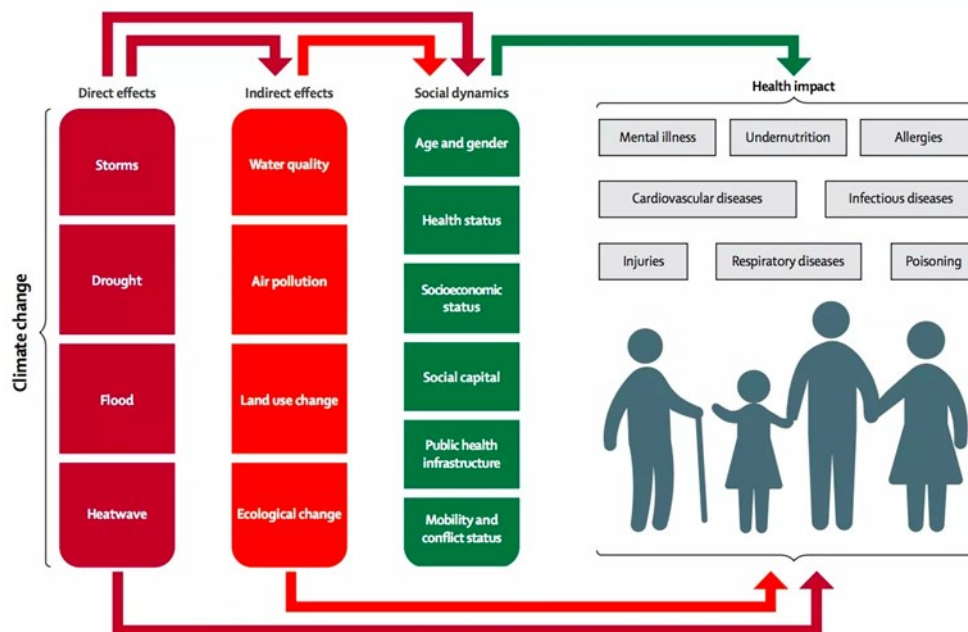 Direct effects
Indirect effects
Social dynamics
Health impact
Climate change
Storms
Drought
Flood
Heatwave
Water quality
Air pollution
Land use change
Ecological change
Age and gender
Health status
Socioeconomic
status
Social capital
Public health
infrastructure
Mobility and
conflict status
Mental illness
Undernutrition
Allergies
Cardiovascular diseases
Infectious diseases
Injuries
Respiratory diseases
Poisoning